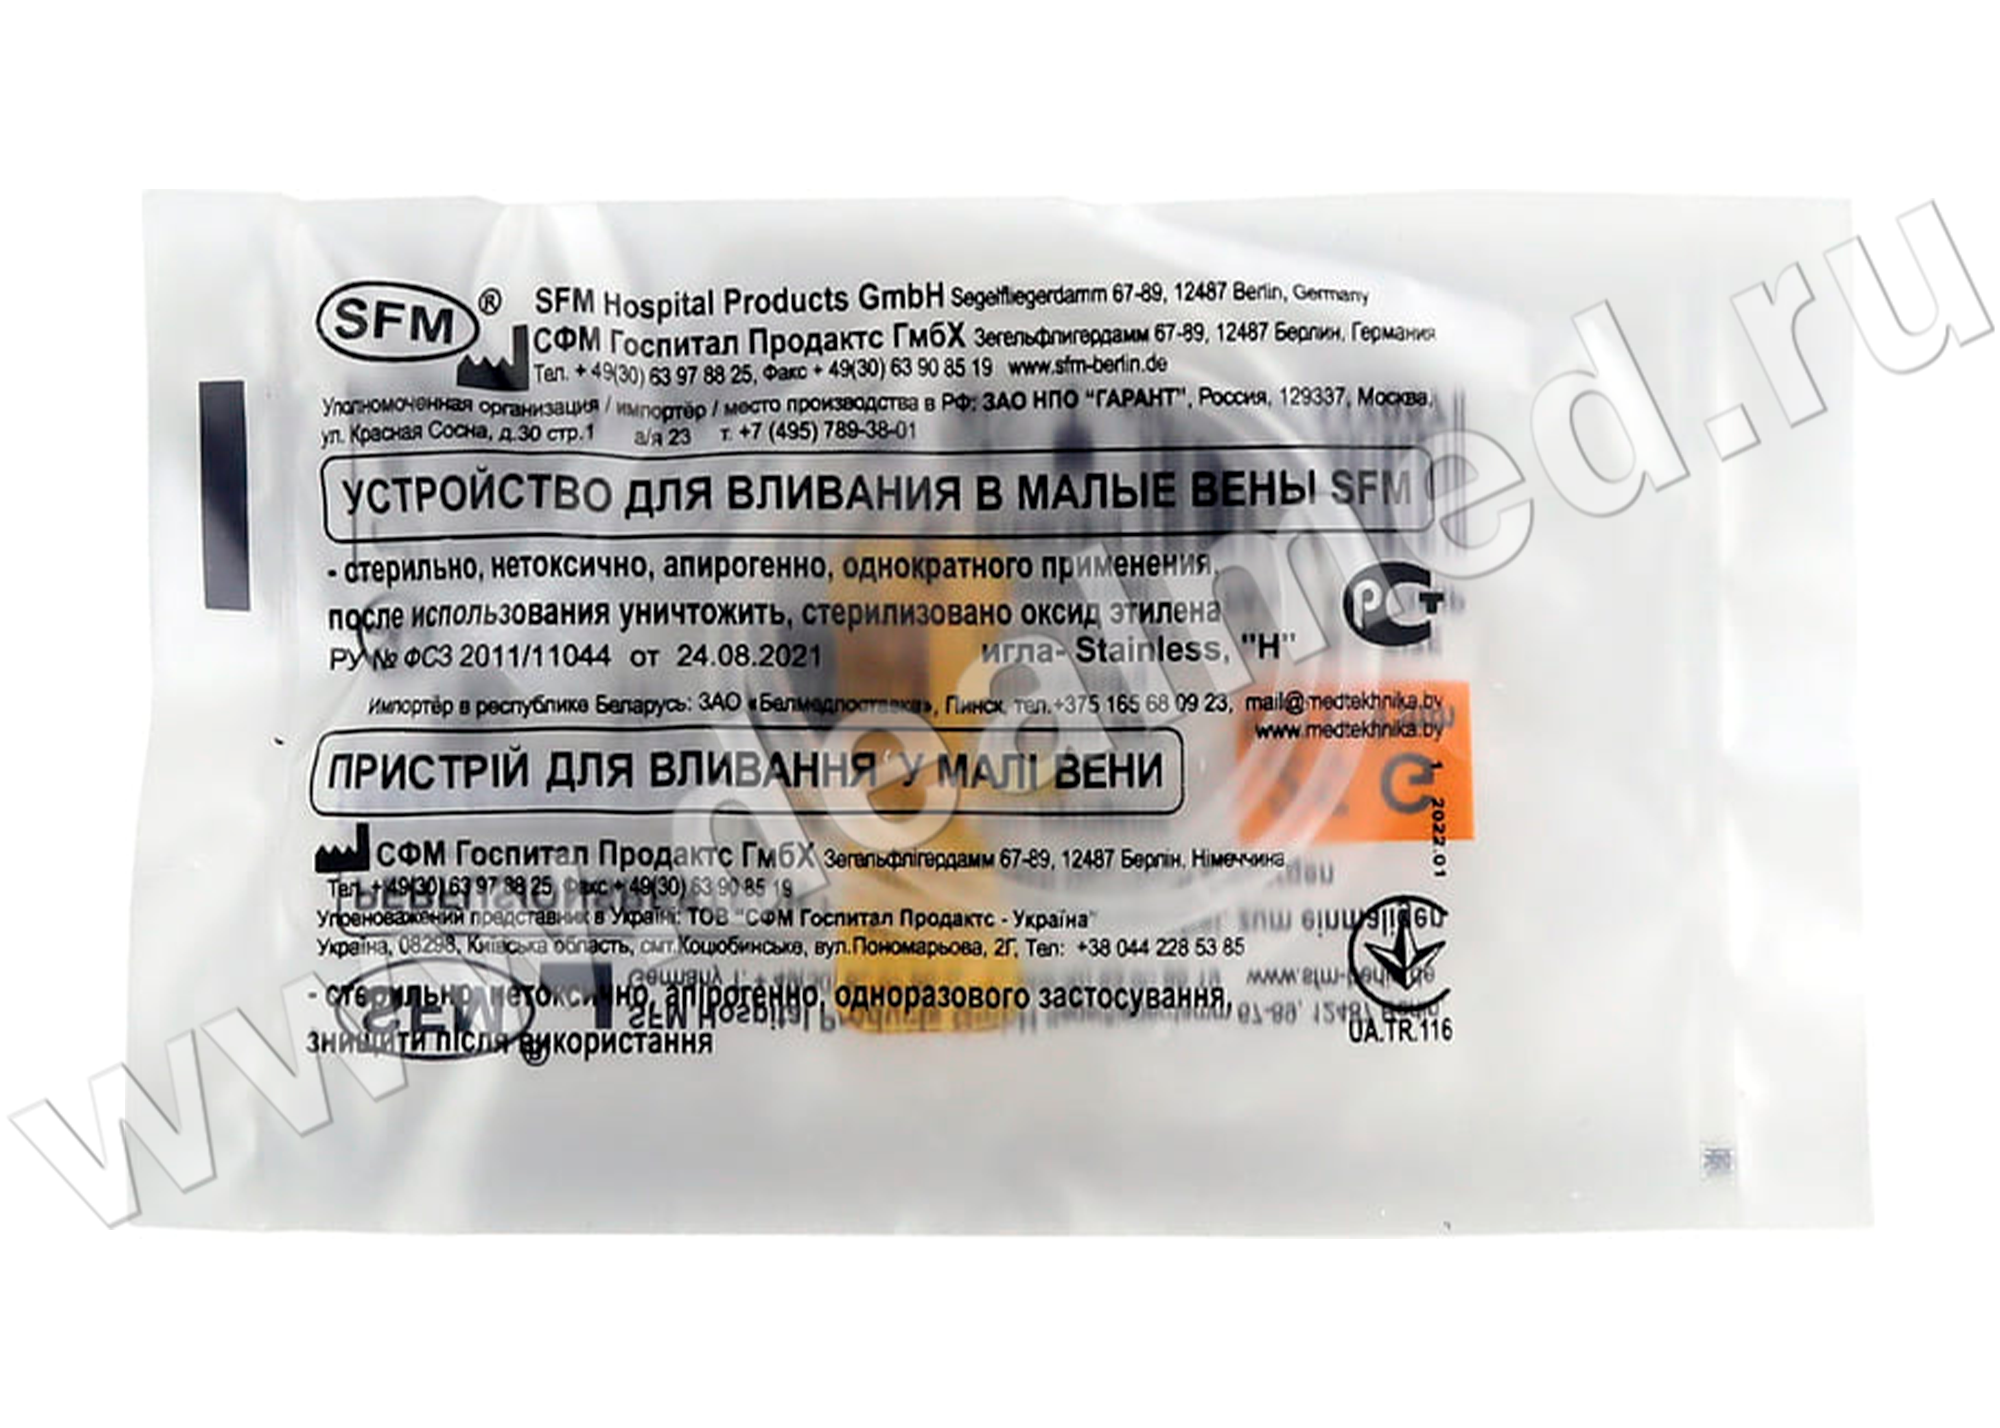 SFM ®
SFM Hospital Products GmbH Segelfliegerdamm 67-89, 12487 Berlin, Germany
СФМ Госпитал Продактс ГмбХ Зегельфлигердамм 67-89, 12487 Берлин, Германия
Тел. + 49(30) 63 97 88 25, Факс + 49(30) 63 90 85 19 www.sfm-berlin.de
Уполномоченная организация / импортёр / место производства в РФ: ЗАО НПО "ГАРАНТ", Россия, 129337, Москва,
ул. Красная Сосна, д.30 стр.1 а/я 23 т. +7 (495) 789-38-01
УСТРОЙСТВО ДЛЯ ВЛИВАНИЯ В МАЛЫЕ ВЕНЫ SFM
- стерильно, нетоксично, апирогенно, однократного применения,
после использования уничтожить, стерилизовано оксид этилена
РУ № ФСЗ 2011/11044 от 24.08.2021 игла- Stainless, "H"
Импортёр в республике Беларусь: ЗАО «Белмедпоставка», Пинск, тел.+375 165 68 09 23, mail@medtekhnika.by
www.medtekhnika.by
ПРИСТРІЙ ДЛЯ ВЛИВАННЯ У МАЛІ ВЕНИ
1 2022.01
СФМ Госпитал Продактс ГмбХ Зегельфлігердамм 67-89, 12487 Берлін, Німеччина
Тел. + 49(30) 63 97 88 25, Факс + 49(30) 63 90 85 19
Уповноважений представник в Україні: ТОВ "СФМ Госпитал Продактс - Україна"
Україна, 08298, Київська область, смт.Коцюбинське, вул.Пономарьова, 2Г, Тел: +38 044 228 53 85
- стерильно, нетоксично, апірогенно, одноразового застосування,
знищити після використання
UA.TR.116
www.idealmed.ru